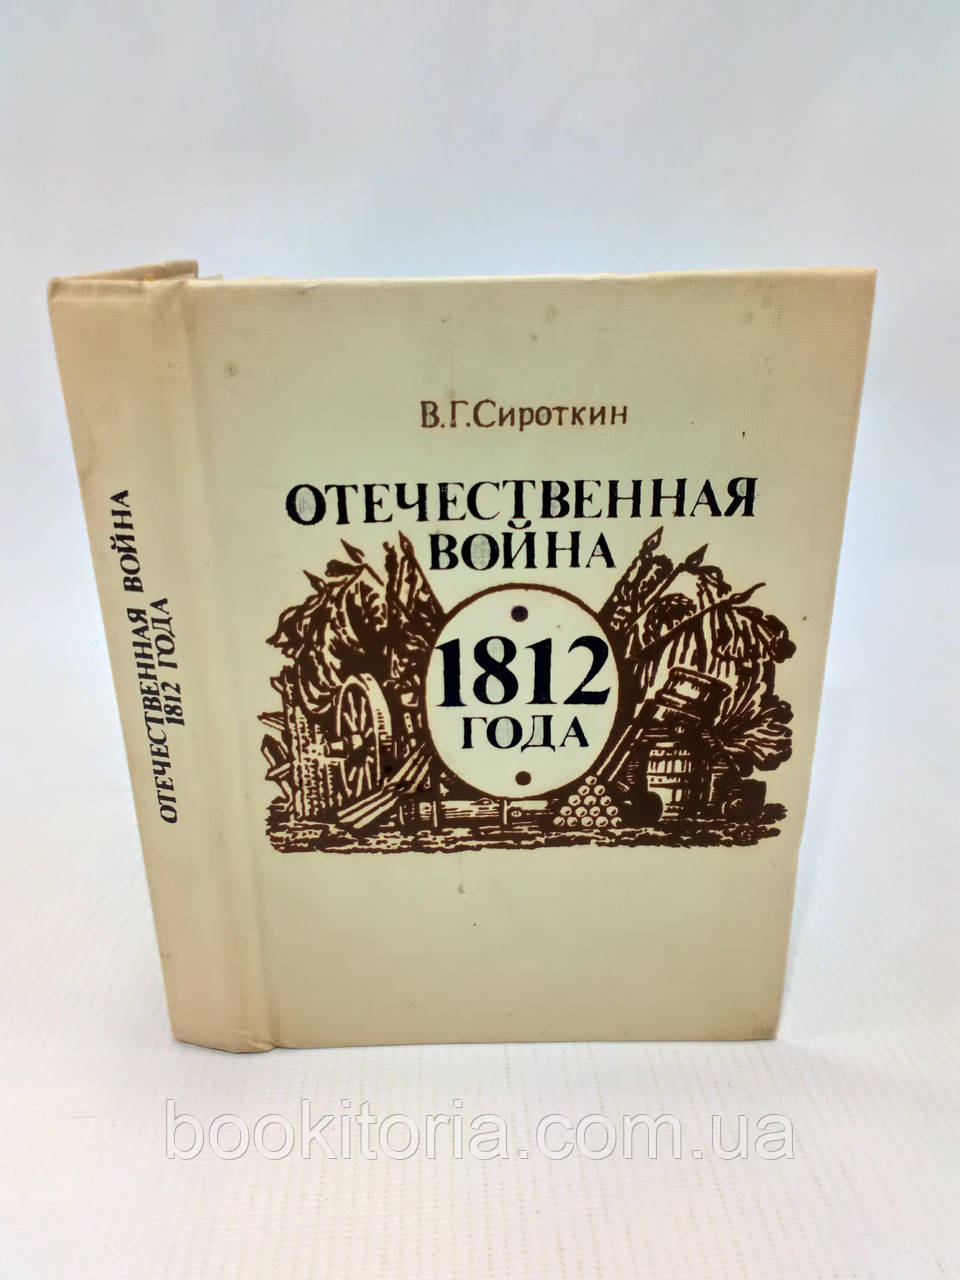 ОТЕЧЕСТВЕННАЯ ВОЙНА
1812 ГОДА
В.Г.Сироткин
ОТЕЧЕСТВЕННАЯ
ВОЙНА
1812
ГОДА
bookitoria.com.ua